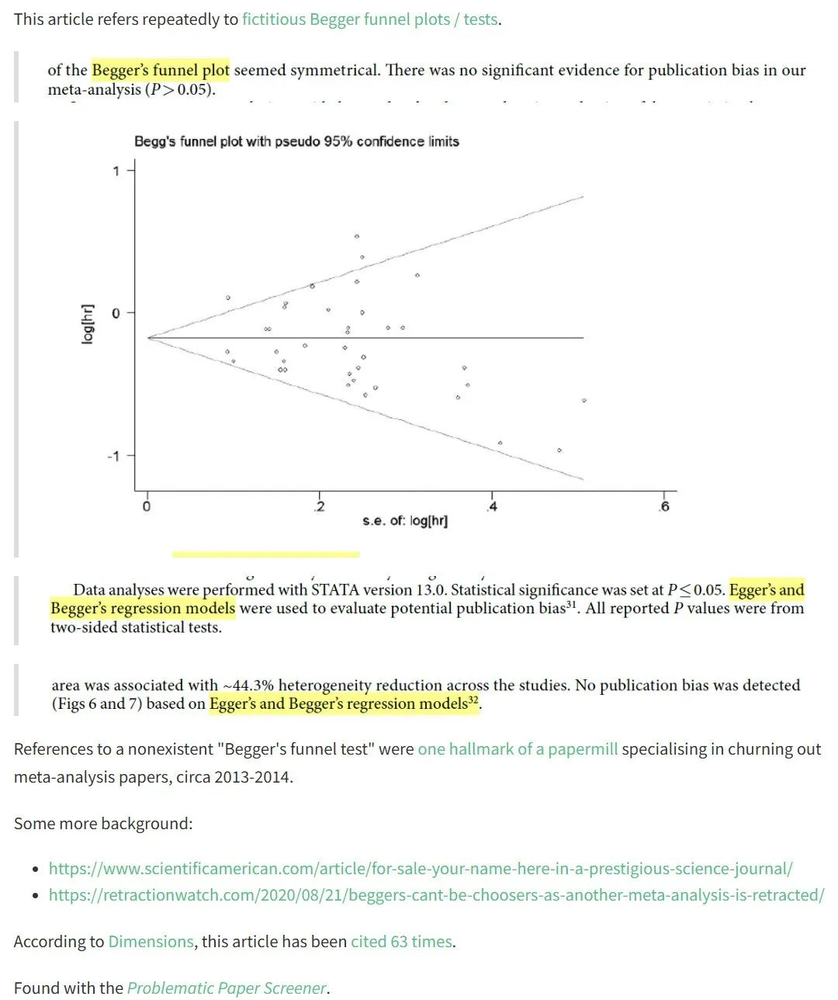 This article refers repeatedly to fictitious Begger funnel plots / tests.
of the Begger’s funnel plot seemed symmetrical. There was no significant evidence for publication bias in our
meta-analysis (P > 0.05).
Begg's funnel plot with pseudo 95% confidence limits
1
0
-1
log[hr]
0
.2
.4
.6
s.e. of: log[hr]
Data analyses were performed with STATA version 13.0. Statistical significance was set at P ≤ 0.05. Egger’s and
Begger’s regression models were used to evaluate potential publication bias31. All reported P values were from
two-sided statistical tests.
area was associated with ~44.3% heterogeneity reduction across the studies. No publication bias was detected
(Figs 6 and 7) based on Egger’s and Begger’s regression models32.
References to a nonexistent "Begger's funnel test" were one hallmark of a papermill specialising in churning out
meta-analysis papers, circa 2013-2014.
Some more background:
• https://www.scientificamerican.com/article/for-sale-your-name-here-in-a-prestigious-science-journal/
• https://retractionwatch.com/2020/08/21/beggers-cant-be-choosers-as-another-meta-analysis-is-retracted/
According to Dimensions, this article has been cited 63 times.
Found with the Problematic Paper Screener.